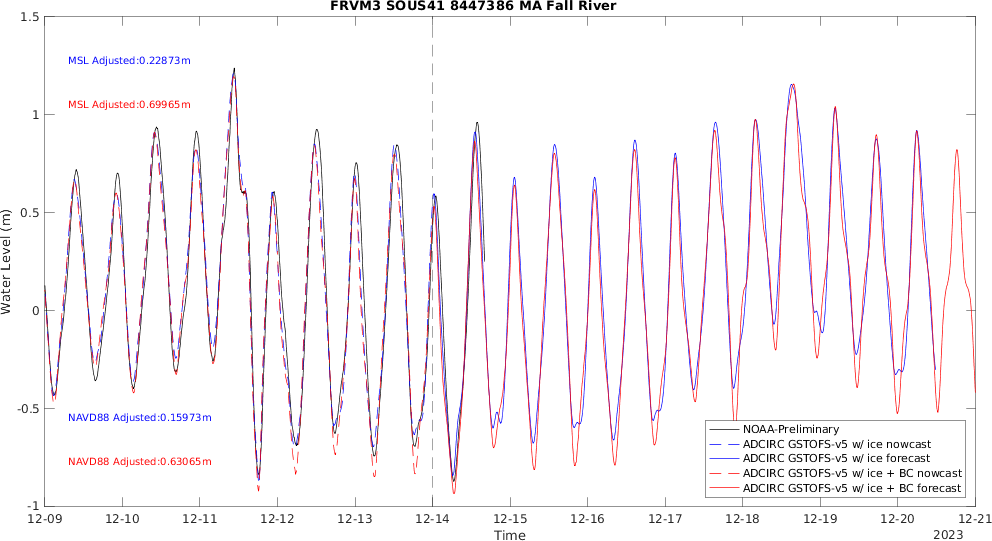 FRVM3 SOUS41 8447386 MA Fall River
1.5
1
0.5
0
-0.5
-1
Water Level (m)
MSL Adjusted:0.22873m
MSL Adjusted:0.69965m
NAVD88 Adjusted:0.15973m
NAVD88 Adjusted:0.63065m
NOAA-Preliminary
ADCIRC GSTOFS-v5 w/ ice nowcast
ADCIRC GSTOFS-v5 w/ ice forecast
ADCIRC GSTOFS-v5 w/ ice + BC nowcast
ADCIRC GSTOFS-v5 w/ ice + BC forecast
12-09 12-10 12-11 12-12 12-13 12-14 12-15 12-16 12-17 12-18 12-19 12-20 12-21
Time
2023